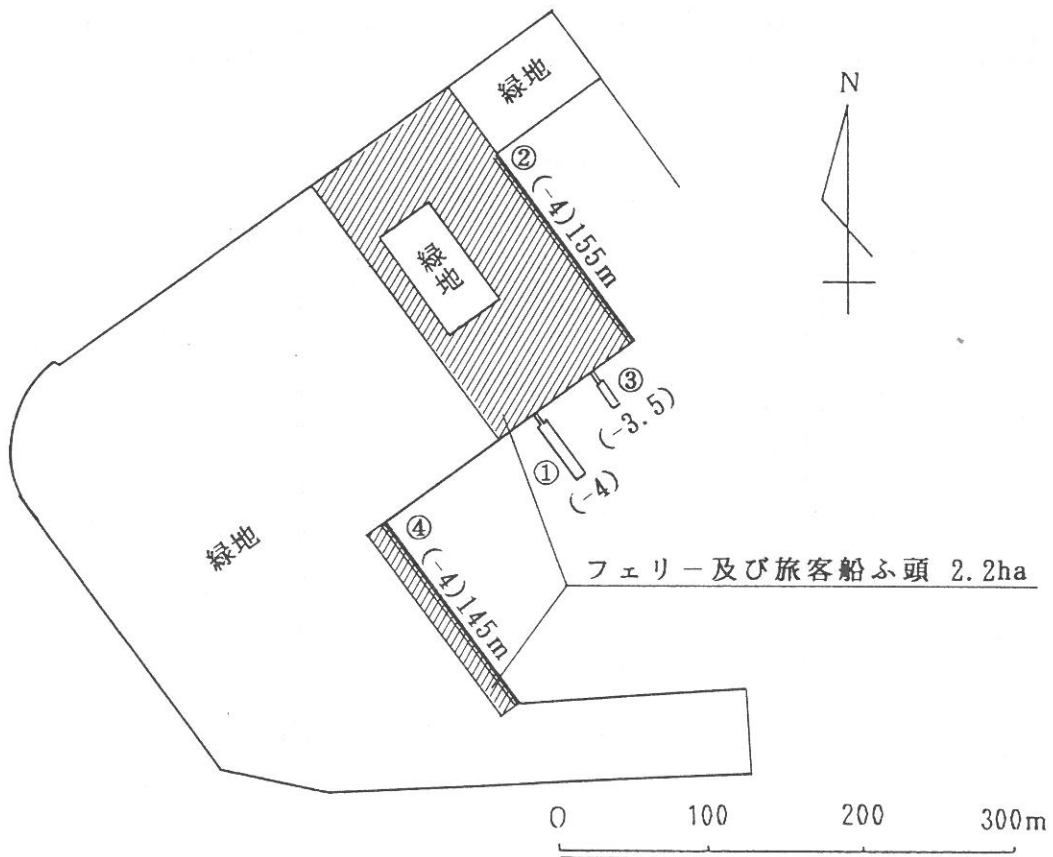 緑地
N
② (-4)155m
緑地
③
(-3.5)
①
(-4)
緑地
④ (-4)145m
フェリー及び旅客船ふ頭 2.2ha
0 100 200 300m